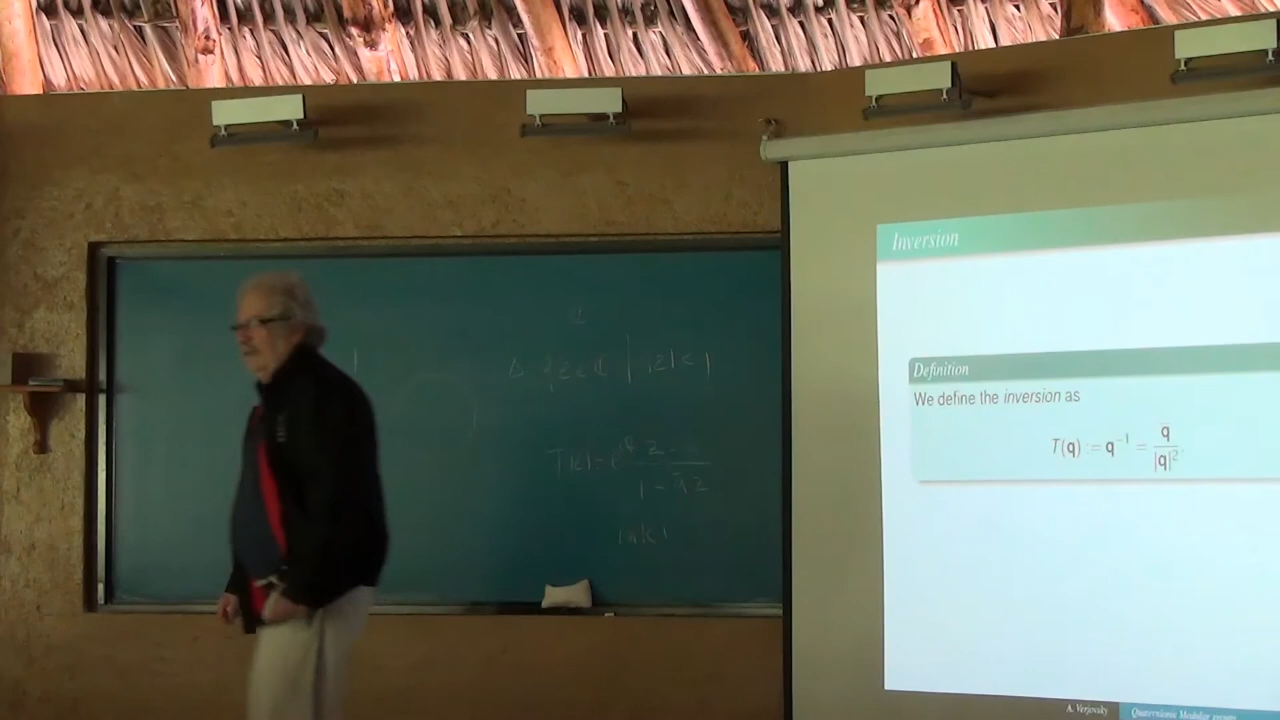 Δ {z ∈ ℂ | |z| < 1
T(z) = e^{iθ} z - / 1 - āz
|a| < 1
Inversion
Definition
We define the inversion as
T(q) := q⁻¹ = q̄ / |q|²
A. Verjovsky
Quaternionic Modular groups